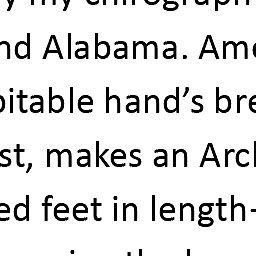 y my chirograph
nd Alabama. Ame
pitable hand’s bre
st, makes an Arch
ed feet in length-